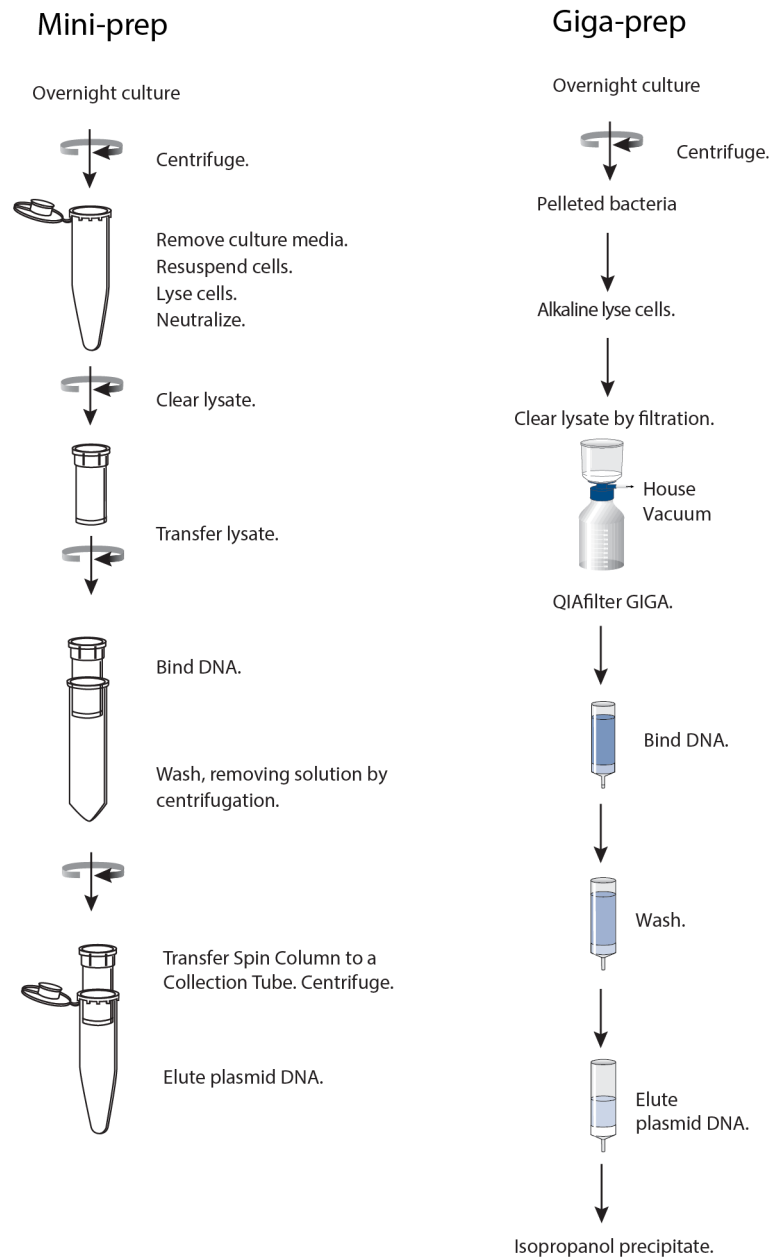 Mini-prep
Overnight culture
Centrifuge.
Remove culture media.
Resuspend cells.
Lyse cells.
Neutralize.
Clear lysate.
Transfer lysate.
Bind DNA.
Wash, removing solution by
centrifugation.
Transfer Spin Column to a
Collection Tube. Centrifuge.
Elute plasmid DNA.
Giga-prep
Overnight culture
Centrifuge.
Pelleted bacteria
Alkaline lyse cells.
Clear lysate by filtration.
House
Vacuum
QIAfilter GIGA.
Bind DNA.
Wash.
Elute
plasmid DNA.
Isopropanol precipitate.